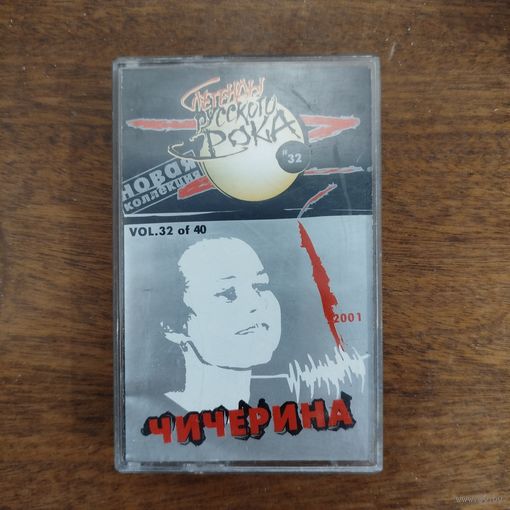 Легенды
русского
рока
#32
новая
коллекция
VOL.32 of 40
2001
ЧИЧЕРИНА